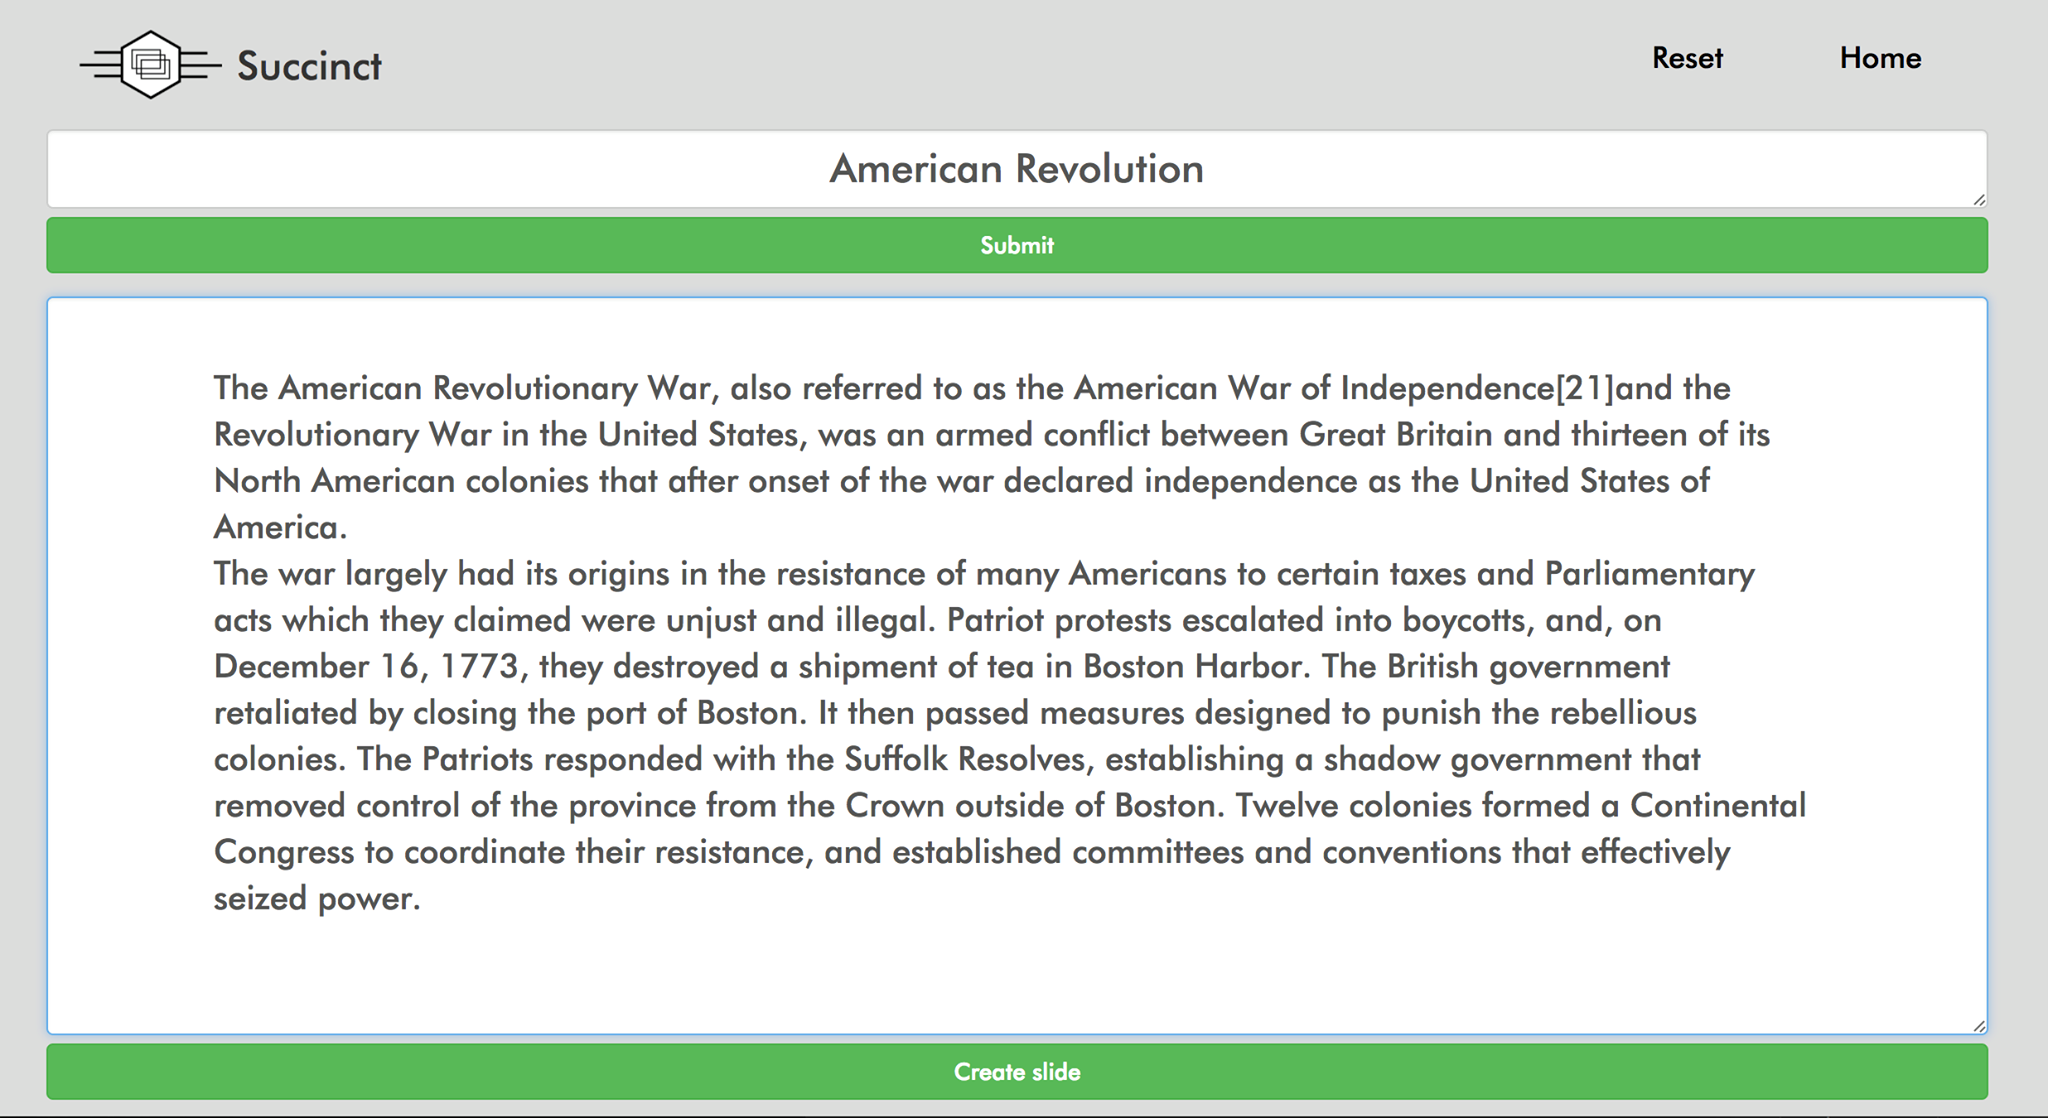 Succinct
Reset
Home
American Revolution
Submit
The American Revolutionary War, also referred to as the American War of Independence[21]and the
Revolutionary War in the United States, was an armed conflict between Great Britain and thirteen of its
North American colonies that after onset of the war declared independence as the United States of
America.
The war largely had its origins in the resistance of many Americans to certain taxes and Parliamentary
acts which they claimed were unjust and illegal. Patriot protests escalated into boycotts, and, on
December 16, 1773, they destroyed a shipment of tea in Boston Harbor. The British government
retaliated by closing the port of Boston. It then passed measures designed to punish the rebellious
colonies. The Patriots responded with the Suffolk Resolves, establishing a shadow government that
removed control of the province from the Crown outside of Boston. Twelve colonies formed a Continental
Congress to coordinate their resistance, and established committees and conventions that effectively
seized power.
Create slide